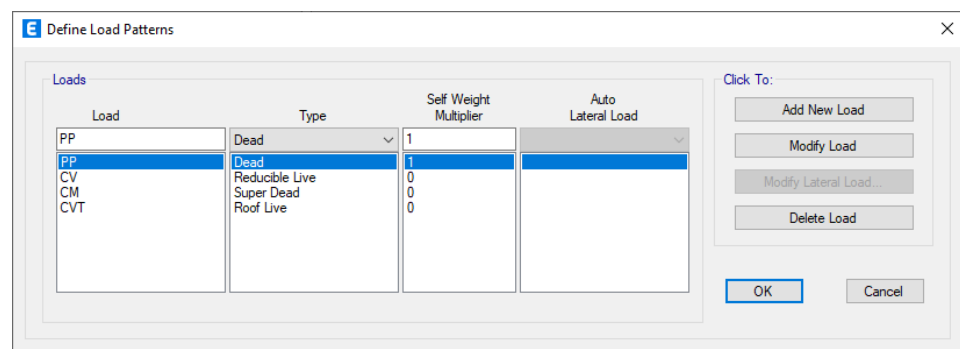 E Define Load Patterns
Loads
Load Type Self Weight Multiplier Auto Lateral Load
PP Dead 1
PP Dead 1
CV Reducible Live 0
CM Super Dead 0
CVT Roof Live 0
Click To:
Add New Load
Modify Load
Modify Lateral Load...
Delete Load
OK Cancel